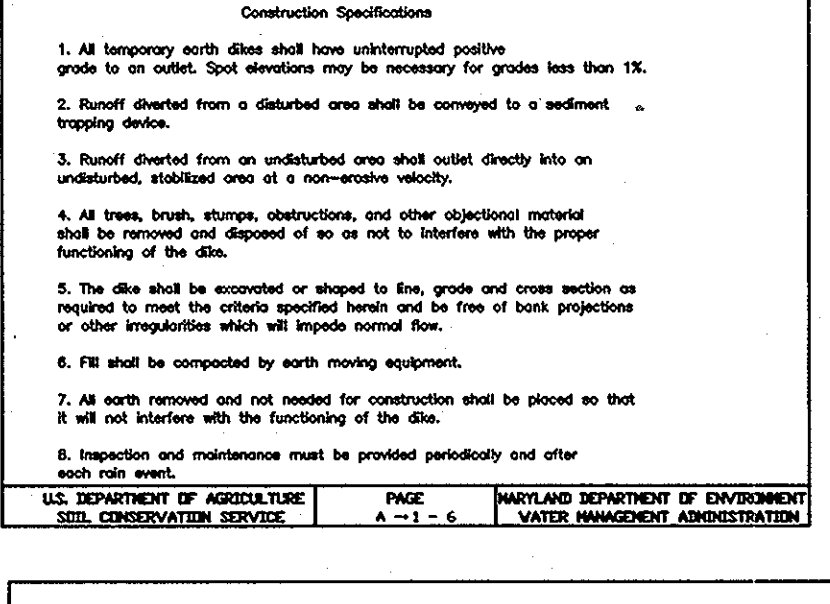 Construction Specifications
1. All temporary earth dikes shall have uninterrupted positive
grade to an outlet. Spot elevations may be necessary for grades less than 1%.
2. Runoff diverted from a disturbed area shall be conveyed to a sediment
trapping device.
3. Runoff diverted from an undisturbed area shall outlet directly into an
undisturbed, stabilized area at a non-erosive velocity.
4. All trees, brush, stumps, obstructions, and other objectional material
shall be removed and disposed of so as not to interfere with the proper
functioning of the dike.
5. The dike shall be excavated or shaped to line, grade and cross section as
required to meet the criteria specified herein and be free of bank projections
or other irregularities which will impede normal flow.
6. Fill shall be compacted by earth moving equipment.
7. All earth removed and not needed for construction shall be placed so that
it will not interfere with the functioning of the dike.
8. Inspection and maintenance must be provided periodically and after
each rain event.
U.S. DEPARTMENT OF AGRICULTURE PAGE MARYLAND DEPARTMENT OF ENVIRONMENT
SOIL CONSERVATION SERVICE A - 1 - 6 WATER MANAGEMENT ADMINISTRATION